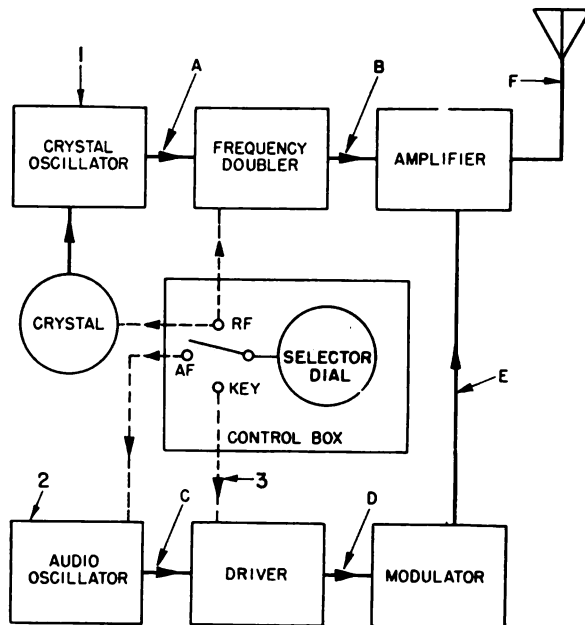 1
A
B
F
CRYSTAL
OSCILLATOR
FREQUENCY
DOUBLER
AMPLIFIER
CRYSTAL
RF
AF
KEY
SELECTOR
DIAL
CONTROL BOX
E
2
3
C
D
AUDIO
OSCILLATOR
DRIVER
MODULATOR